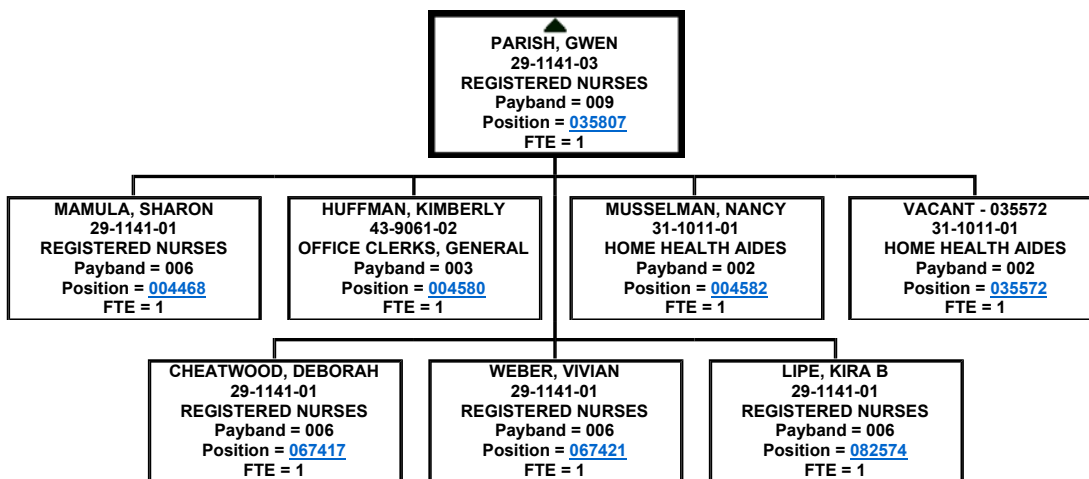 PARISH, GWEN
29-1141-03
REGISTERED NURSES
Payband = 009
Position = 035807
FTE = 1
MAMULA, SHARON
29-1141-01
REGISTERED NURSES
Payband = 006
Position = 004468
FTE = 1
HUFFMAN, KIMBERLY
43-9061-02
OFFICE CLERKS, GENERAL
Payband = 003
Position = 004580
FTE = 1
MUSSELMAN, NANCY
31-1011-01
HOME HEALTH AIDES
Payband = 002
Position = 004582
FTE = 1
VACANT - 035572
31-1011-01
HOME HEALTH AIDES
Payband = 002
Position = 035572
FTE = 1
CHEATWOOD, DEBORAH
29-1141-01
REGISTERED NURSES
Payband = 006
Position = 067417
FTE = 1
WEBER, VIVIAN
29-1141-01
REGISTERED NURSES
Payband = 006
Position = 067421
FTE = 1
LIPE, KIRA B
29-1141-01
REGISTERED NURSES
Payband = 006
Position = 082574
FTE = 1